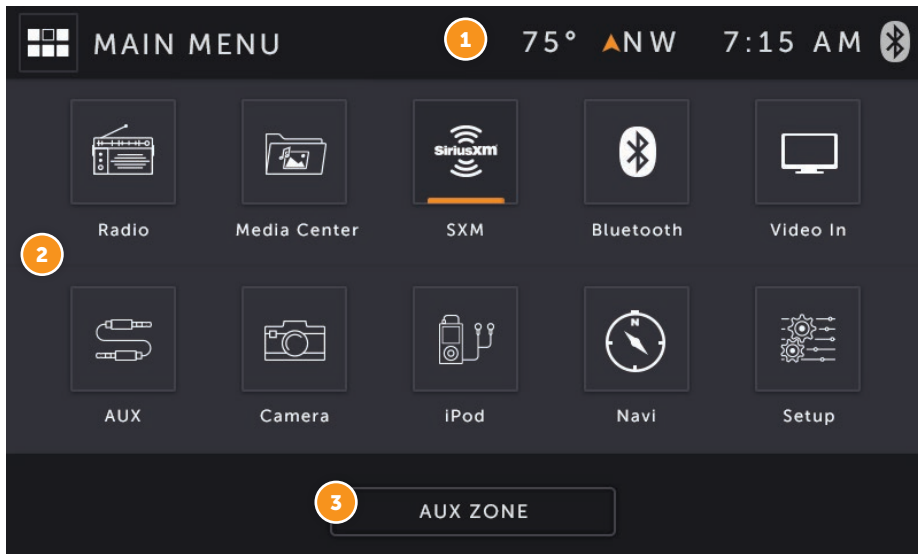 MAIN MENU 1 75° NW 7:15 AM
SiriusXM
Radio Media Center SXM Bluetooth Video In
2
N
AUX Camera iPod Navi Setup
3 AUX ZONE